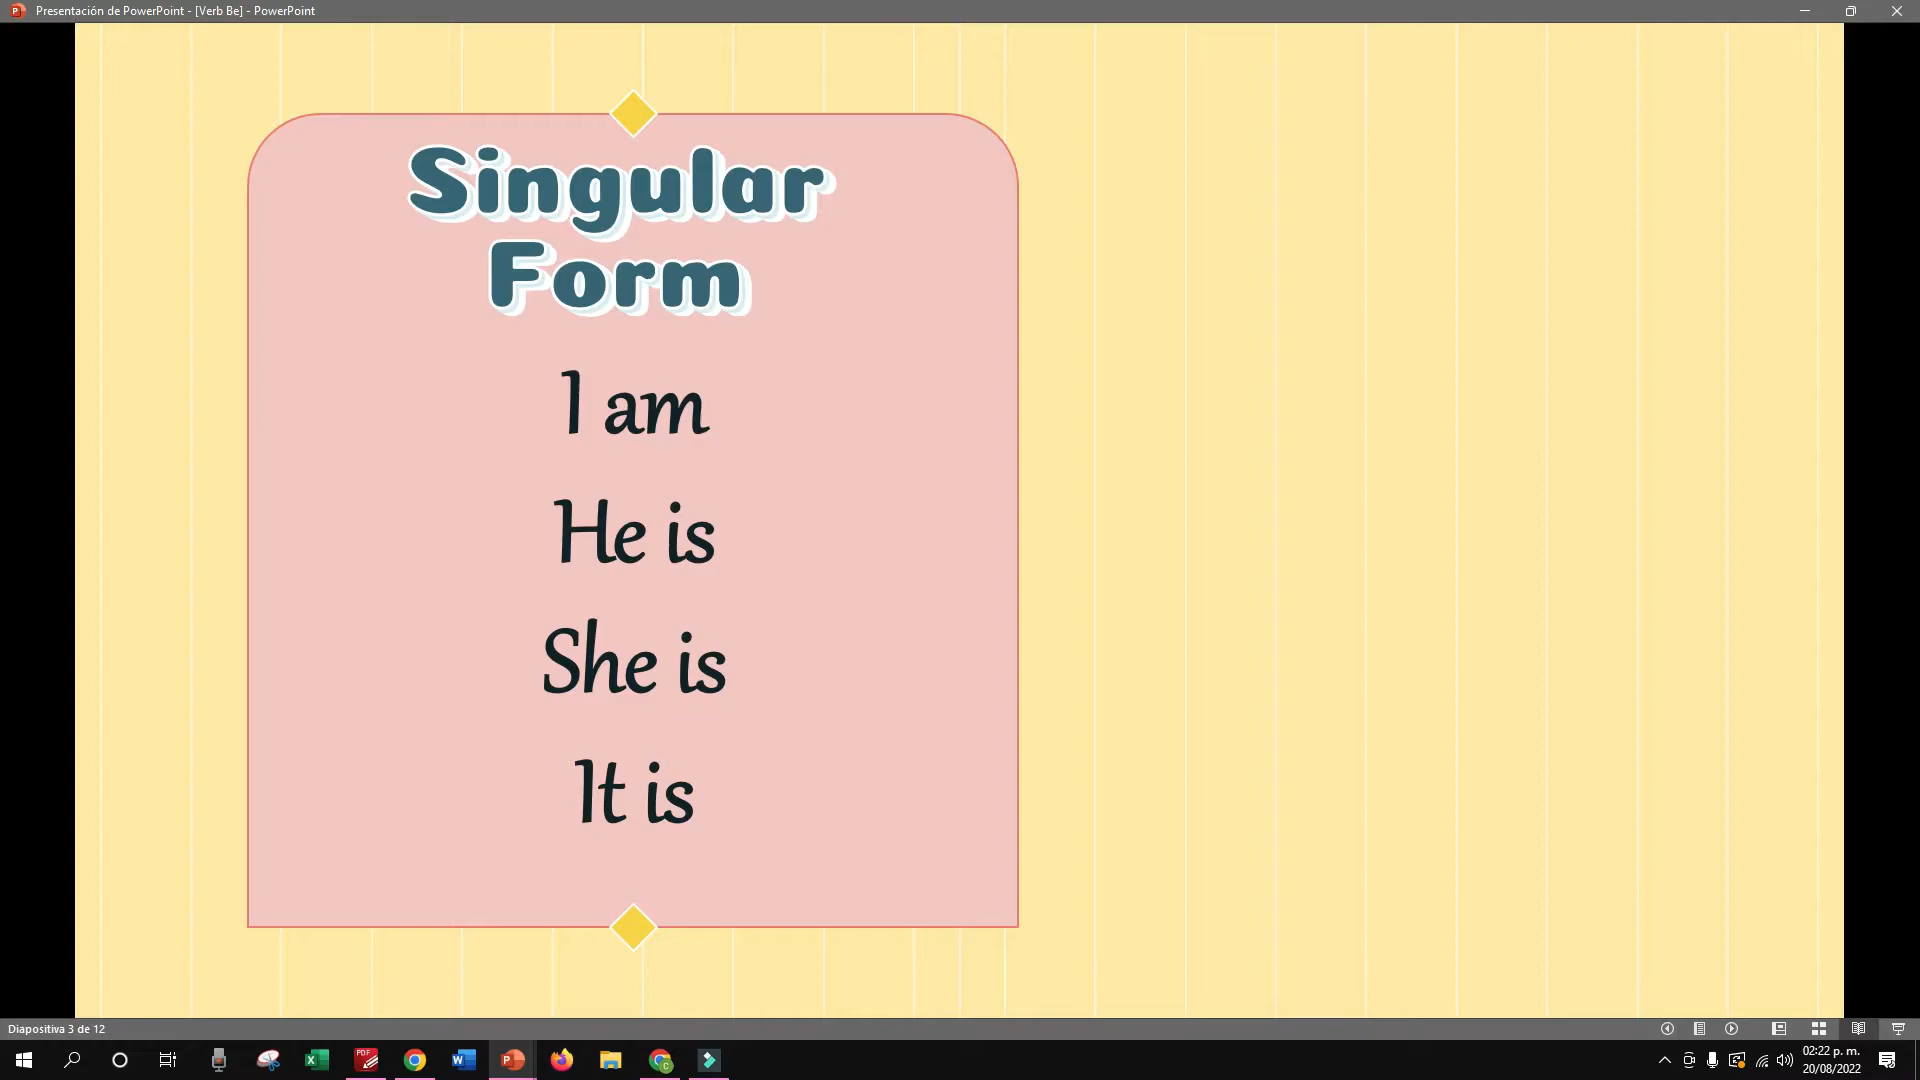 Presentación de PowerPoint - [Verb Be] - PowerPoint
Singular
Form
I am
He is
She is
It is
Diapositiva 3 de 12
02:22 p. m.
20/08/2022